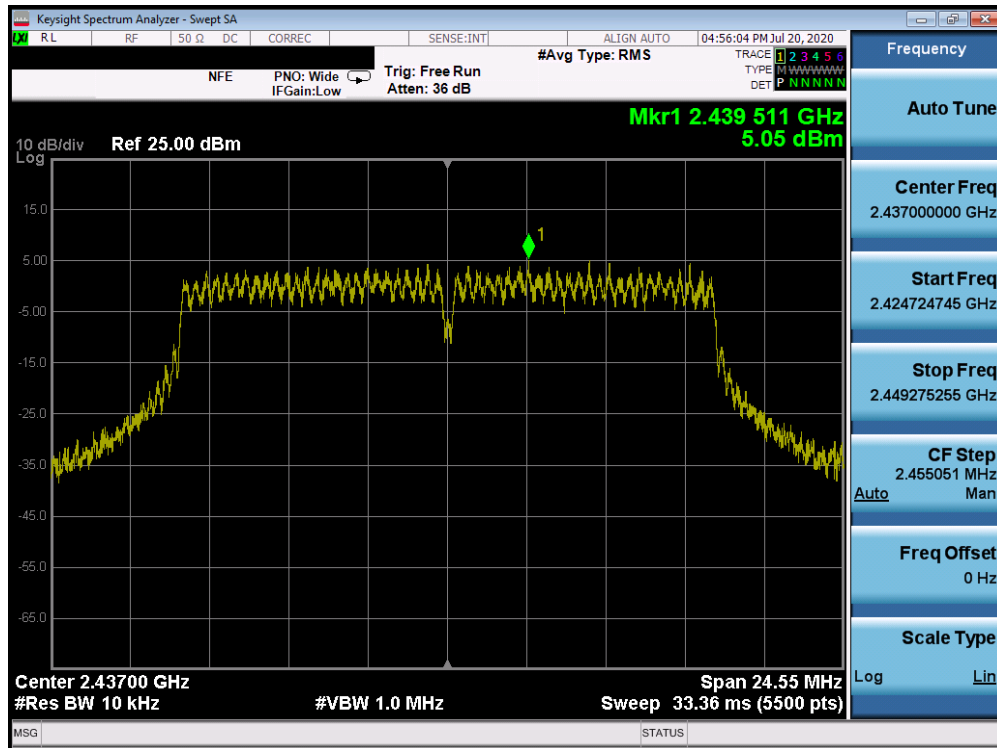 Keysight Spectrum Analyzer - Swept SA
LXI RL RF 50 Ω DC CORREC SENSE:INT ALIGN AUTO 04:56:04 PM Jul 20, 2020
#Avg Type: RMS
TRACE 1 2 3 4 5 6
TYPE M WWWWW
DET P N N N N N
NFE PNO: Wide Trig: Free Run
IFGain:Low Atten: 36 dB
Mkr1 2.439 511 GHz
5.05 dBm
10 dB/div Ref 25.00 dBm
Log
15.0
5.00
-5.00
-15.0
-25.0
-35.0
-45.0
-55.0
-65.0
1
Center 2.43700 GHz Span 24.55 MHz
#Res BW 10 kHz #VBW 1.0 MHz Sweep 33.36 ms (5500 pts)
MSG STATUS
Frequency
Auto Tune
Center Freq
2.437000000 GHz
Start Freq
2.424724745 GHz
Stop Freq
2.449275255 GHz
CF Step
2.455051 MHz
Auto Man
Freq Offset
0 Hz
Scale Type
Log Lin